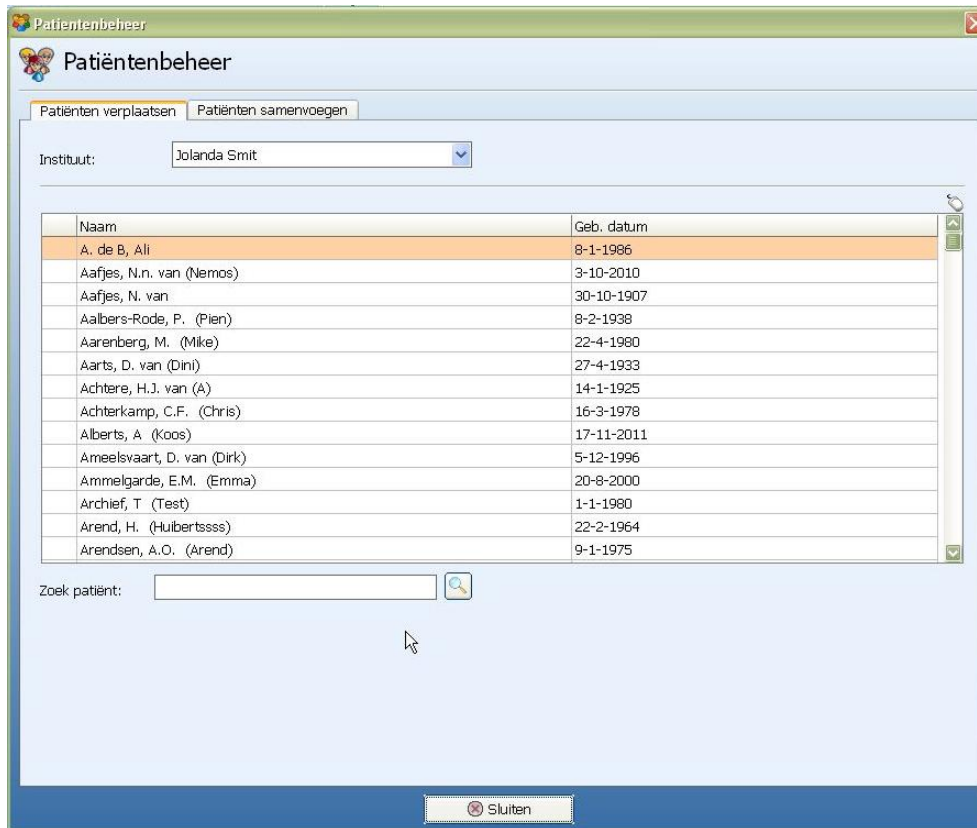 Patientenbeheer
Patiëntenbeheer
Patiënten verplaatsen Patiënten samenvoegen
Instituut: Jolanda Smit
Naam Geb. datum
A. de B, Ali 8-1-1986
Aafjes, N.n. van (Nemos) 3-10-2010
Aafjes, N. van 30-10-1907
Aalbers-Rode, P. (Pien) 8-2-1938
Aarenberg, M. (Mike) 22-4-1980
Aarts, D. van (Dini) 27-4-1933
Achtere, H.J. van (A) 14-1-1925
Achterkamp, C.F. (Chris) 16-3-1978
Alberts, A (Koos) 17-11-2011
Ameelsvaart, D. van (Dirk) 5-12-1996
Ammelgarde, E.M. (Emma) 20-8-2000
Archief, T (Test) 1-1-1980
Arend, H. (Huibertssss) 22-2-1964
Arendsen, A.O. (Arend) 9-1-1975
Zoek patiënt:
Sluiten